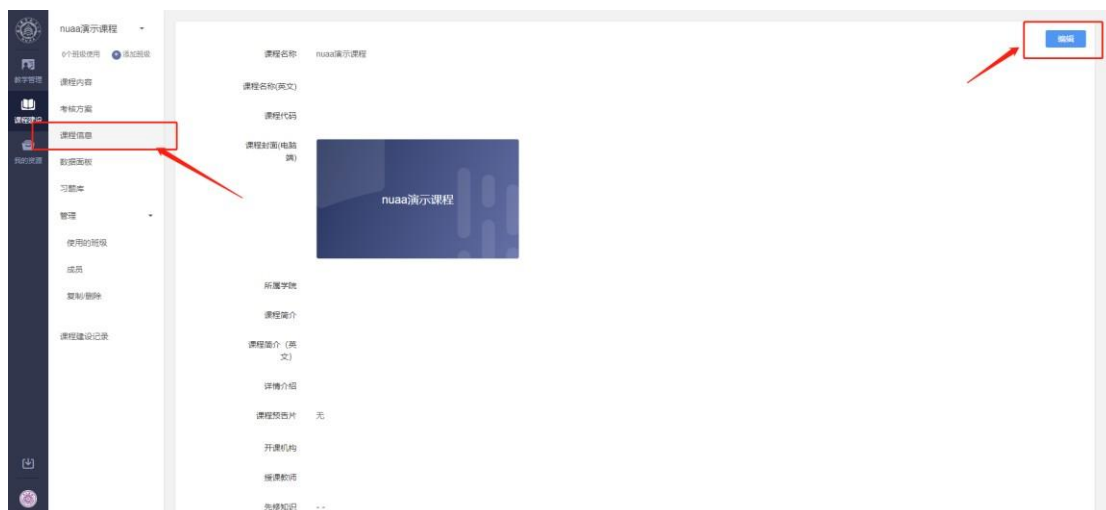 nuaa演示课程
0个班级使用 添加班级
教学管理
课程内容
考核方案
课程建设
课程信息
我的资源
数据面板
习题库
管理
使用的班级
成员
复制/删除
课程建设记录
编辑
课程名称 nuaa演示课程
课程名称(英文)
课程代码
课程封面(电脑
端)
nuaa演示课程
所属学院
课程简介
课程简介（英
文）
详情介绍
课程预告片 无
开课机构
授课教师
先修知识 - -